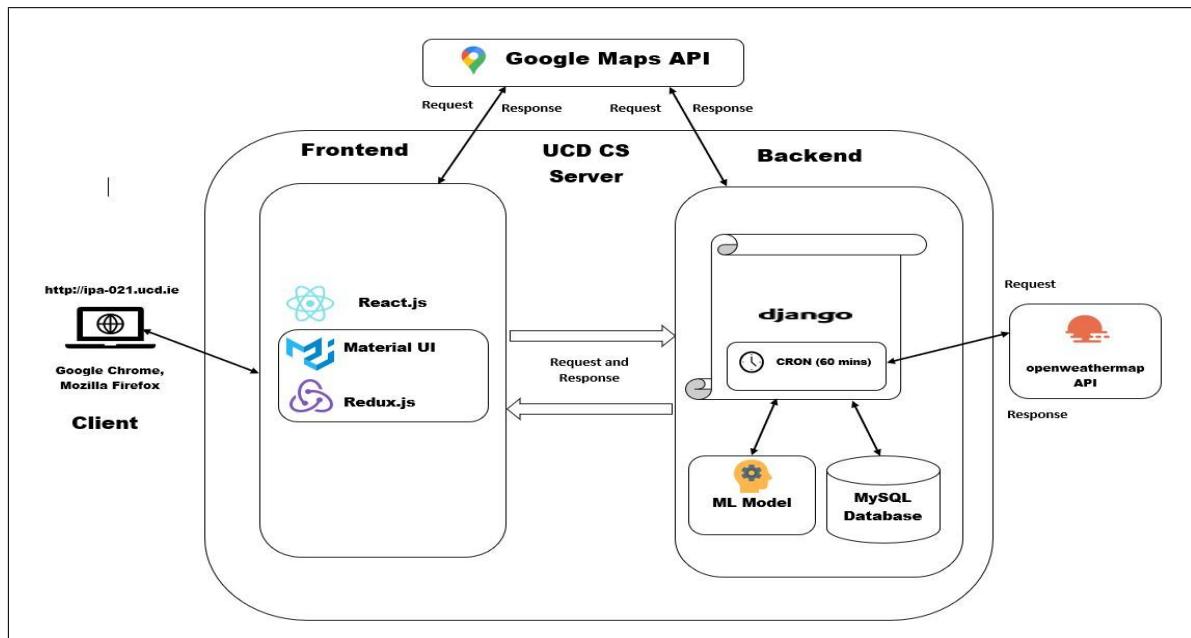 Google Maps API
Request
Response
Request
Response
Frontend
UCD CS
Server
Backend
http://ipa-021.ucd.ie
Google Chrome,
Mozilla Firefox
Client
React.js
Material UI
Redux.js
Request and
Response
django
CRON (60 mins)
ML Model
MySQL
Database
Request
openweathermap
API
Response